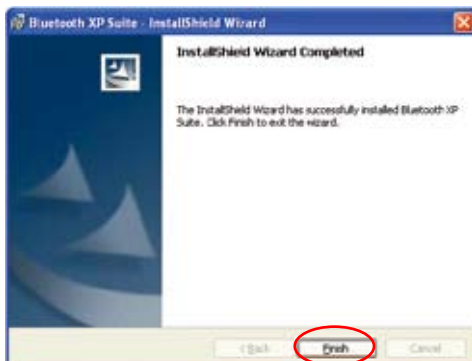 Bluetooth XP Suite - InstallShield Wizard
InstallShield Wizard Completed
The InstallShield Wizard has successfully installed Bluetooth XP
Suite. Click Finish to exit the wizard.
< Back
Finish
Cancel